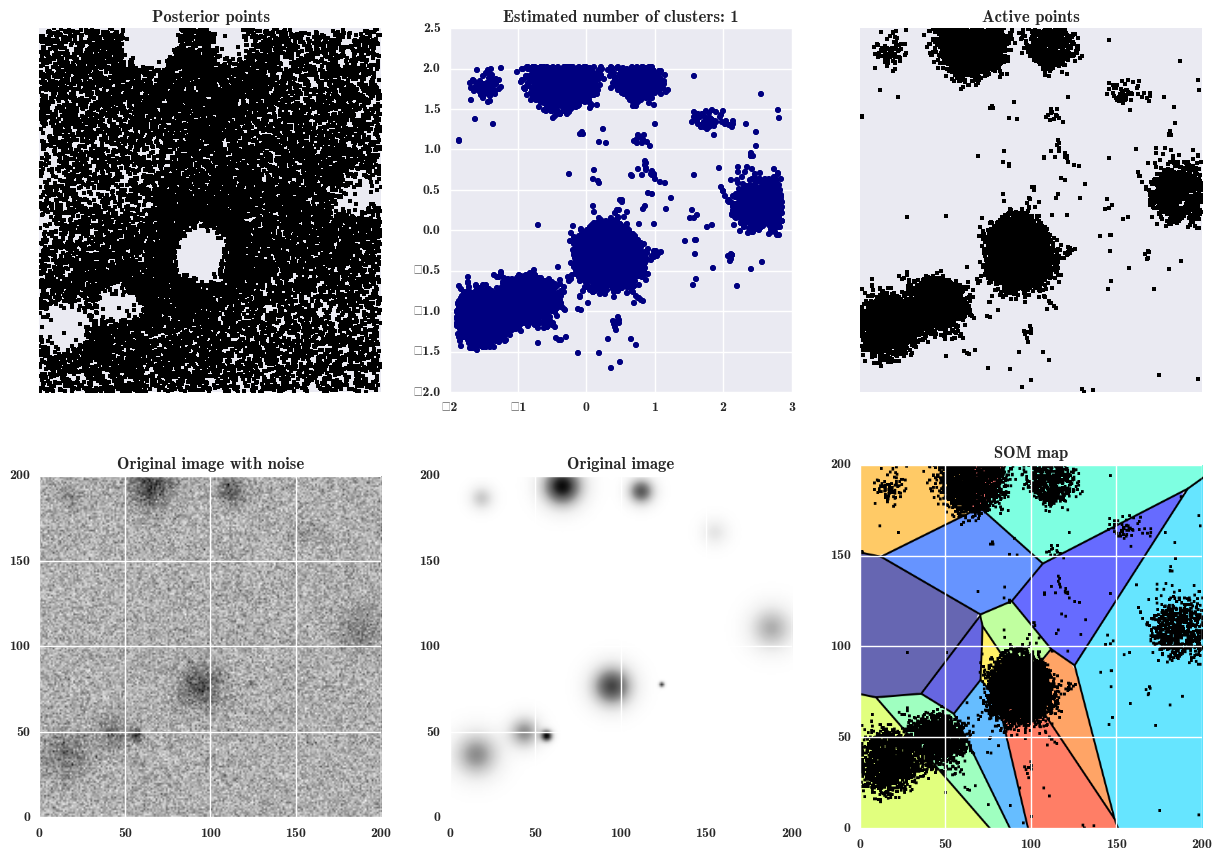 Posterior points
Estimated number of clusters: 1
Active points
2.5
2.0
1.5
1.0
0.5
0.0
□0.5
□1.0
□1.5
□2.0
□2 □1 0 1 2 3
Original image with noise
Original image
SOM map
200
150
100
50
0
0 50 100 150 200
200
150
100
50
0
0 50 100 150 200
200
150
100
50
0
0 50 100 150 200